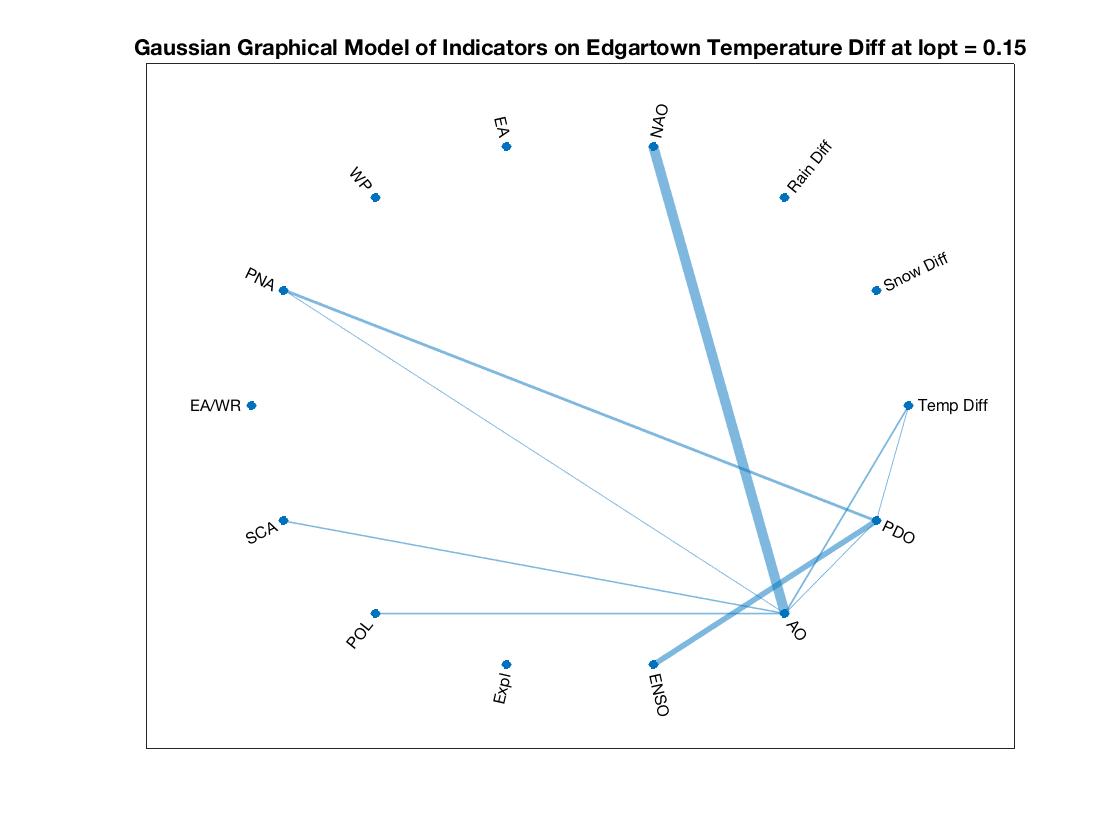 Gaussian Graphical Model of Indicators on Edgartown Temperature Diff at lopt = 0.15
NAO
EA
Rain Diff
WP
Snow Diff
PNA
EA/WR
Temp Diff
SCA
PDO
POL
AO
Expl
ENSO